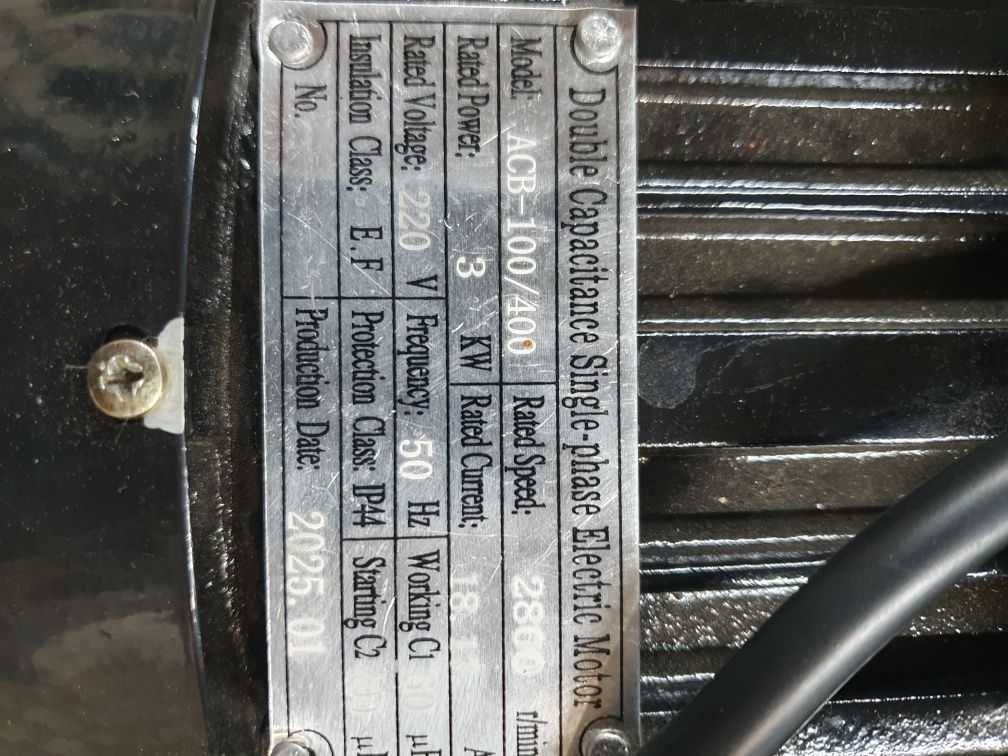 Double Capacitance Single-phase Electric Motor
Model: ACB-100/400 Rated Speed: 2800 r/min
Rated Power: 3 KW Rated Current: A
Rated Voltage: 220 V Frequency: 50 Hz Working C1 60 μ
Insulation Class: E.F Protection Class: IP44 Starting C2 μ
No. Production Date: 2025.01